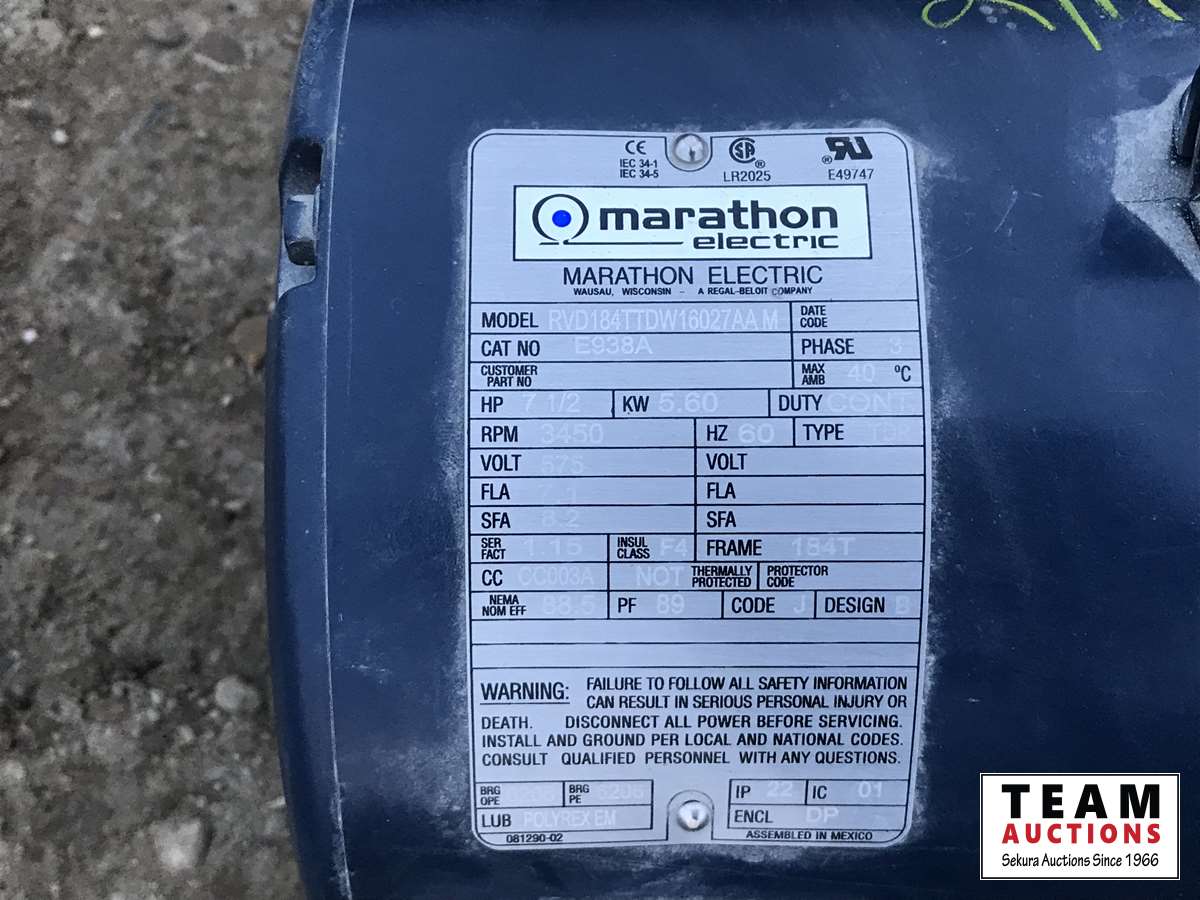 CE
IEC 34-1
IEC 34-5
SA ®
LR2025
® RU
E49747
marathon
electric
MARATHON ELECTRIC
WAUSAU, WISCONSIN - A REGAL-BELOIT COMPANY
MODEL RVD184TTDW16027AA M DATE CODE
CAT NO E938A PHASE 3
CUSTOMER PART NO MAX AMB 40 ºC
HP 7 1/2 KW 5.60 DUTY CONT
RPM 3450 HZ 60 TYPE TDR
VOLT 575 VOLT
FLA 7.1 FLA
SFA 8.2 SFA
SER FACT 1.15 INSUL CLASS F4 FRAME 184T
CC CC003A NOT THERMALLY PROTECTED PROTECTOR CODE
NEMA NOM EFF 88.5 PF 89 CODE J DESIGN B
WARNING: FAILURE TO FOLLOW ALL SAFETY INFORMATION
CAN RESULT IN SERIOUS PERSONAL INJURY OR
DEATH. DISCONNECT ALL POWER BEFORE SERVICING.
INSTALL AND GROUND PER LOCAL AND NATIONAL CODES.
CONSULT QUALIFIED PERSONNEL WITH ANY QUESTIONS.
BRG OPE BRG PE 6206 IP 22 IC 01
LUB POLYREX EM ENCL DP
081290-02 ASSEMBLED IN MEXICO
TEAM
AUCTIONS
Sekura Auctions Since 1966